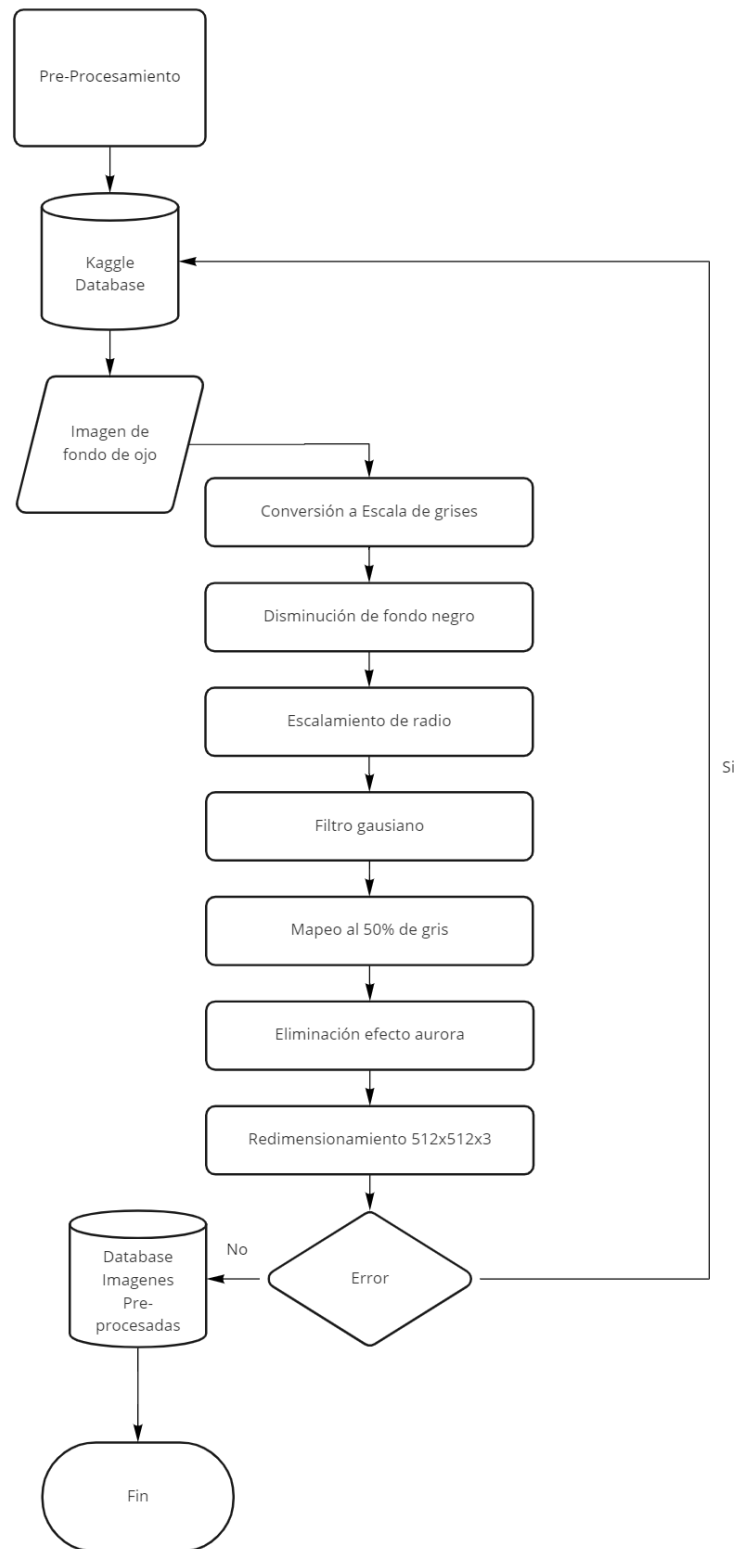 Pre-Procesamiento
Kaggle
Database
Imagen de
fondo de ojo
Conversión a Escala de grises
Disminución de fondo negro
Escalamiento de radio
Filtro gausiano
Mapeo al 50% de gris
Eliminación efecto aurora
Redimensionamiento 512x512x3
Error
Si
No
Database
Imagenes
Pre-
procesadas
Fin